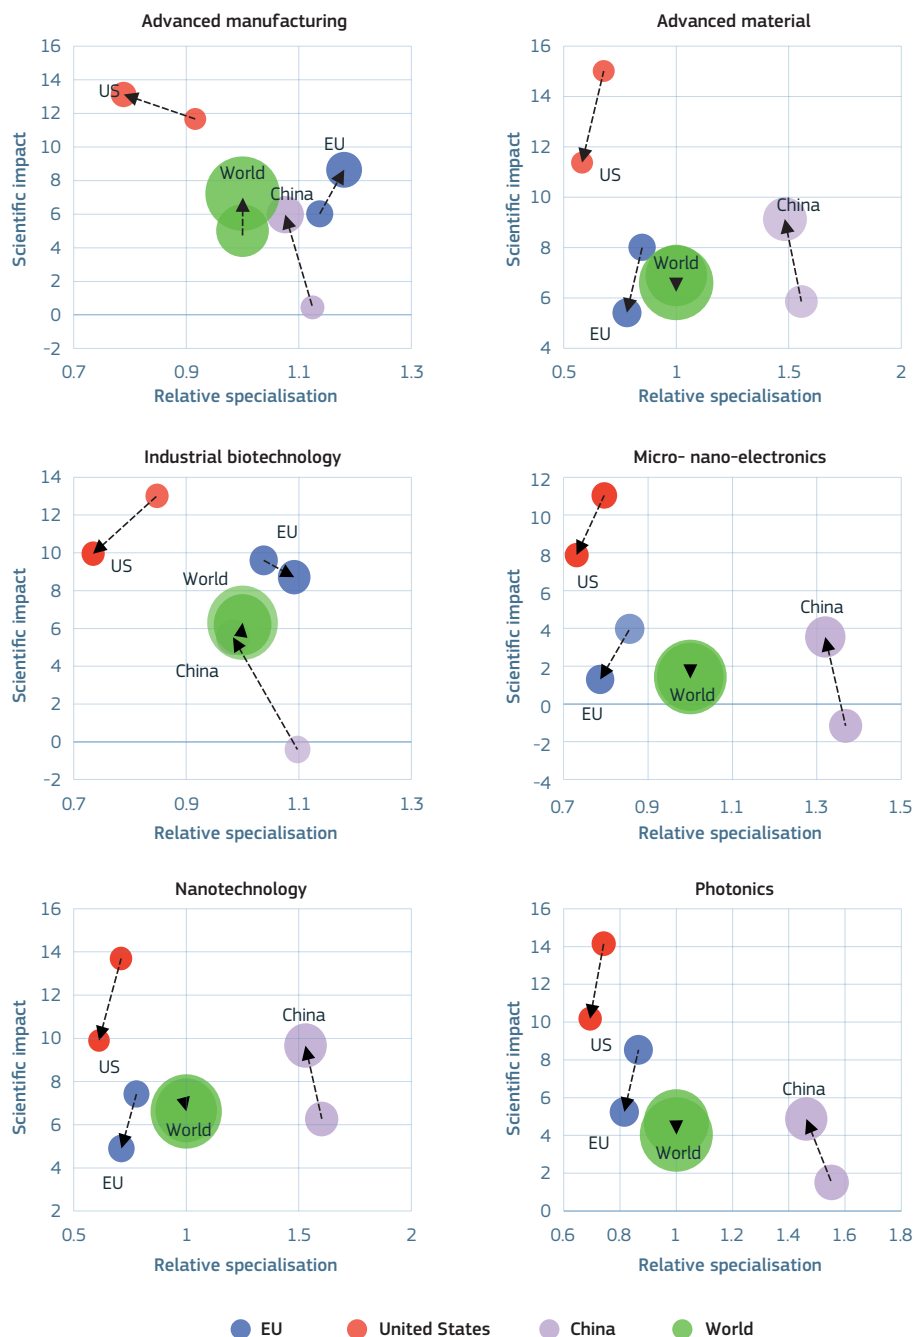 Advanced manufacturing
Scientific impact
16
14
12
10
8
6
4
2
0
-2
US
World
China
EU
0.7
0.9
1.1
1.3
Relative specialisation
Advanced material
Scientific impact
16
14
12
10
8
6
4
US
China
World
EU
0.5
1
1.5
2
Relative specialisation
Industrial biotechnology
Scientific impact
14
12
10
8
6
4
2
0
-2
EU
US
World
China
0.7
0.9
1.1
1.3
Relative specialisation
Micro- nano-electronics
Scientific impact
12
10
8
6
4
2
0
-2
-4
US
China
World
EU
0.7
0.9
1.1
1.3
1.5
Relative specialisation
Nanotechnology
Scientific impact
16
14
12
10
8
6
4
2
China
US
World
EU
0.5
1
1.5
2
Relative specialisation
Photonics
Scientific impact
16
14
12
10
8
6
4
2
0
US
China
EU
World
0.6
0.8
1
1.2
1.4
1.6
1.8
Relative specialisation
EU
United States
China
World